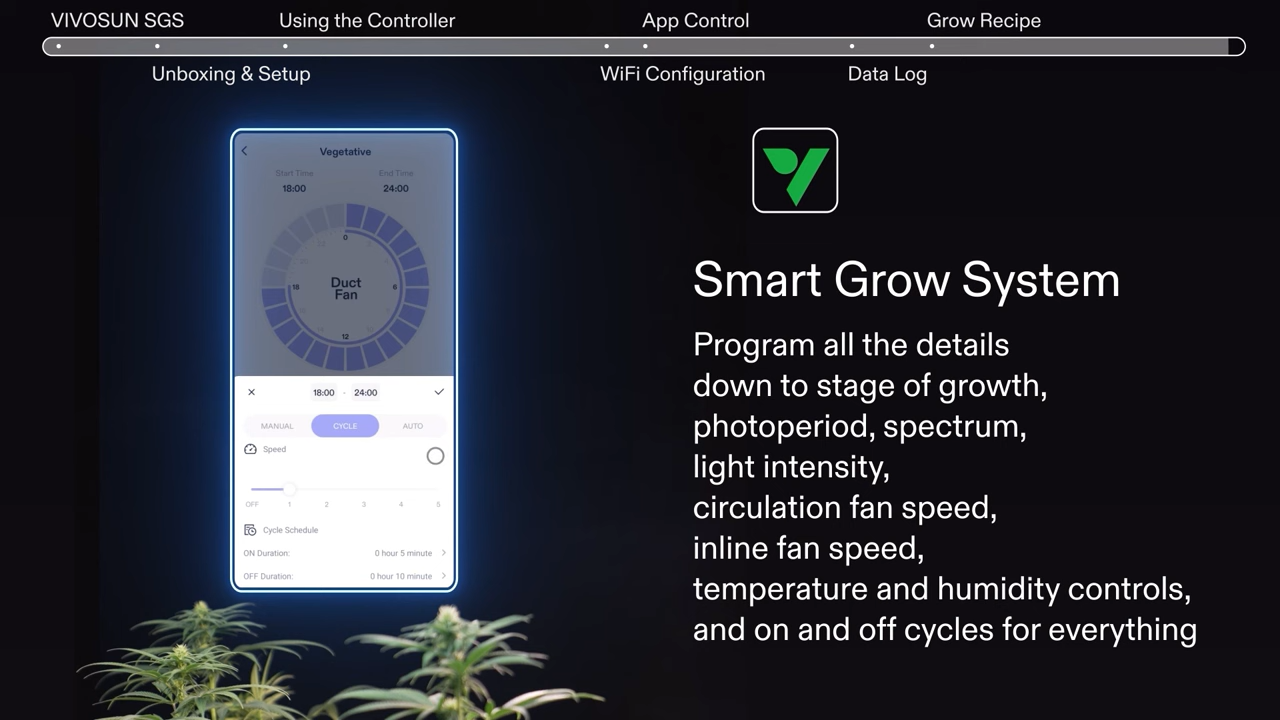 VIVOSUN SGS
Using the Controller
App Control
Grow Recipe
Unboxing & Setup
WiFi Configuration
Data Log
Vegetative
Start Time
End Time
18:00
24:00
0
18
Duct
Fan
6
12
18:00 - 24:00
MANUAL
CYCLE
AUTO
Speed
OFF 1 2 3 4 5
Cycle Schedule
ON Duration: 0 hour 5 minute
OFF Duration: 0 hour 10 minute
Smart Grow System
Program all the details
down to stage of growth,
photoperiod, spectrum,
light intensity,
circulation fan speed,
inline fan speed,
temperature and humidity controls,
and on and off cycles for everything